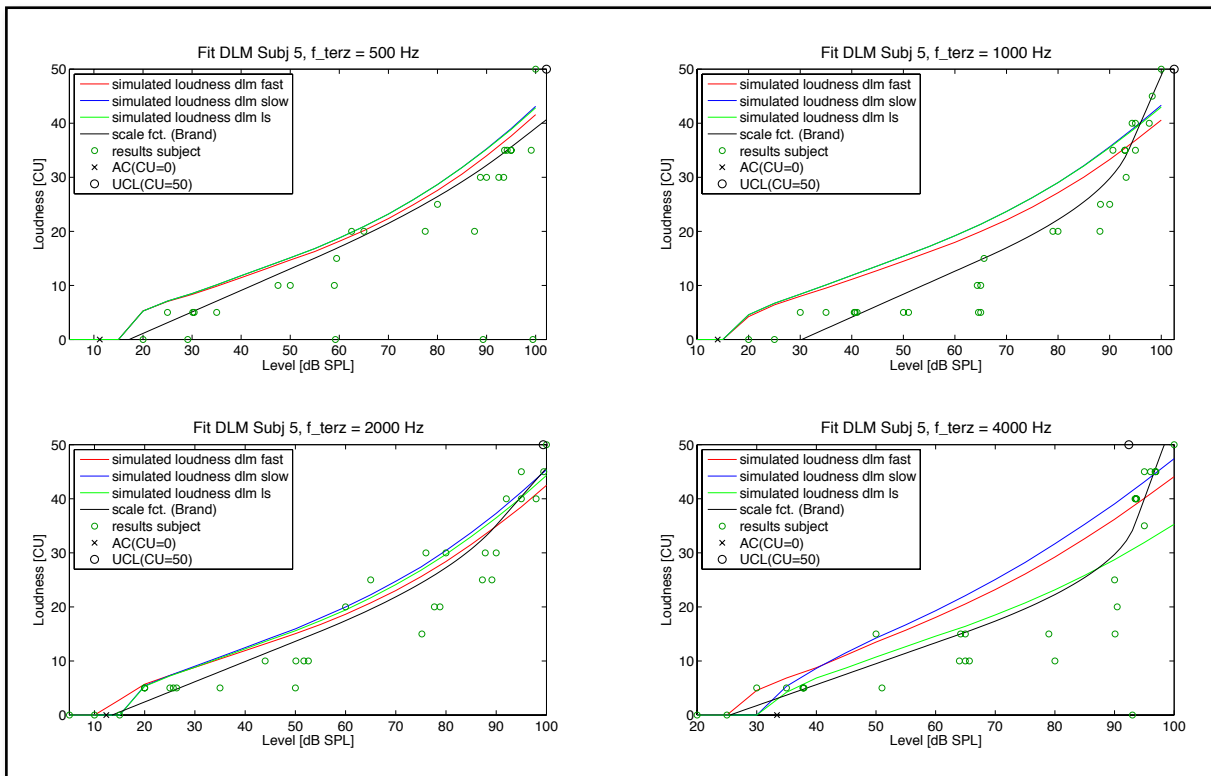 Fit DLM Subj 5, f_terz = 500 Hz
simulated loudness dlm fast
simulated loudness dlm slow
simulated loudness dlm ls
scale fct. (Brand)
results subject
AC(CU=0)
UCL(CU=50)
Loudness [CU]
50
40
30
20
10
0
10 20 30 40 50 60 70 80 90 100
Level [dB SPL]
Fit DLM Subj 5, f_terz = 1000 Hz
simulated loudness dlm fast
simulated loudness dlm slow
simulated loudness dlm ls
scale fct. (Brand)
results subject
AC(CU=0)
UCL(CU=50)
Loudness [CU]
50
40
30
20
10
0
10 20 30 40 50 60 70 80 90 100
Level [dB SPL]
Fit DLM Subj 5, f_terz = 2000 Hz
simulated loudness dlm fast
simulated loudness dlm slow
simulated loudness dlm ls
scale fct. (Brand)
results subject
AC(CU=0)
UCL(CU=50)
Loudness [CU]
50
40
30
20
10
0
10 20 30 40 50 60 70 80 90 100
Level [dB SPL]
Fit DLM Subj 5, f_terz = 4000 Hz
simulated loudness dlm fast
simulated loudness dlm slow
simulated loudness dlm ls
scale fct. (Brand)
results subject
AC(CU=0)
UCL(CU=50)
Loudness [CU]
50
40
30
20
10
0
20 30 40 50 60 70 80 90 100
Level [dB SPL]